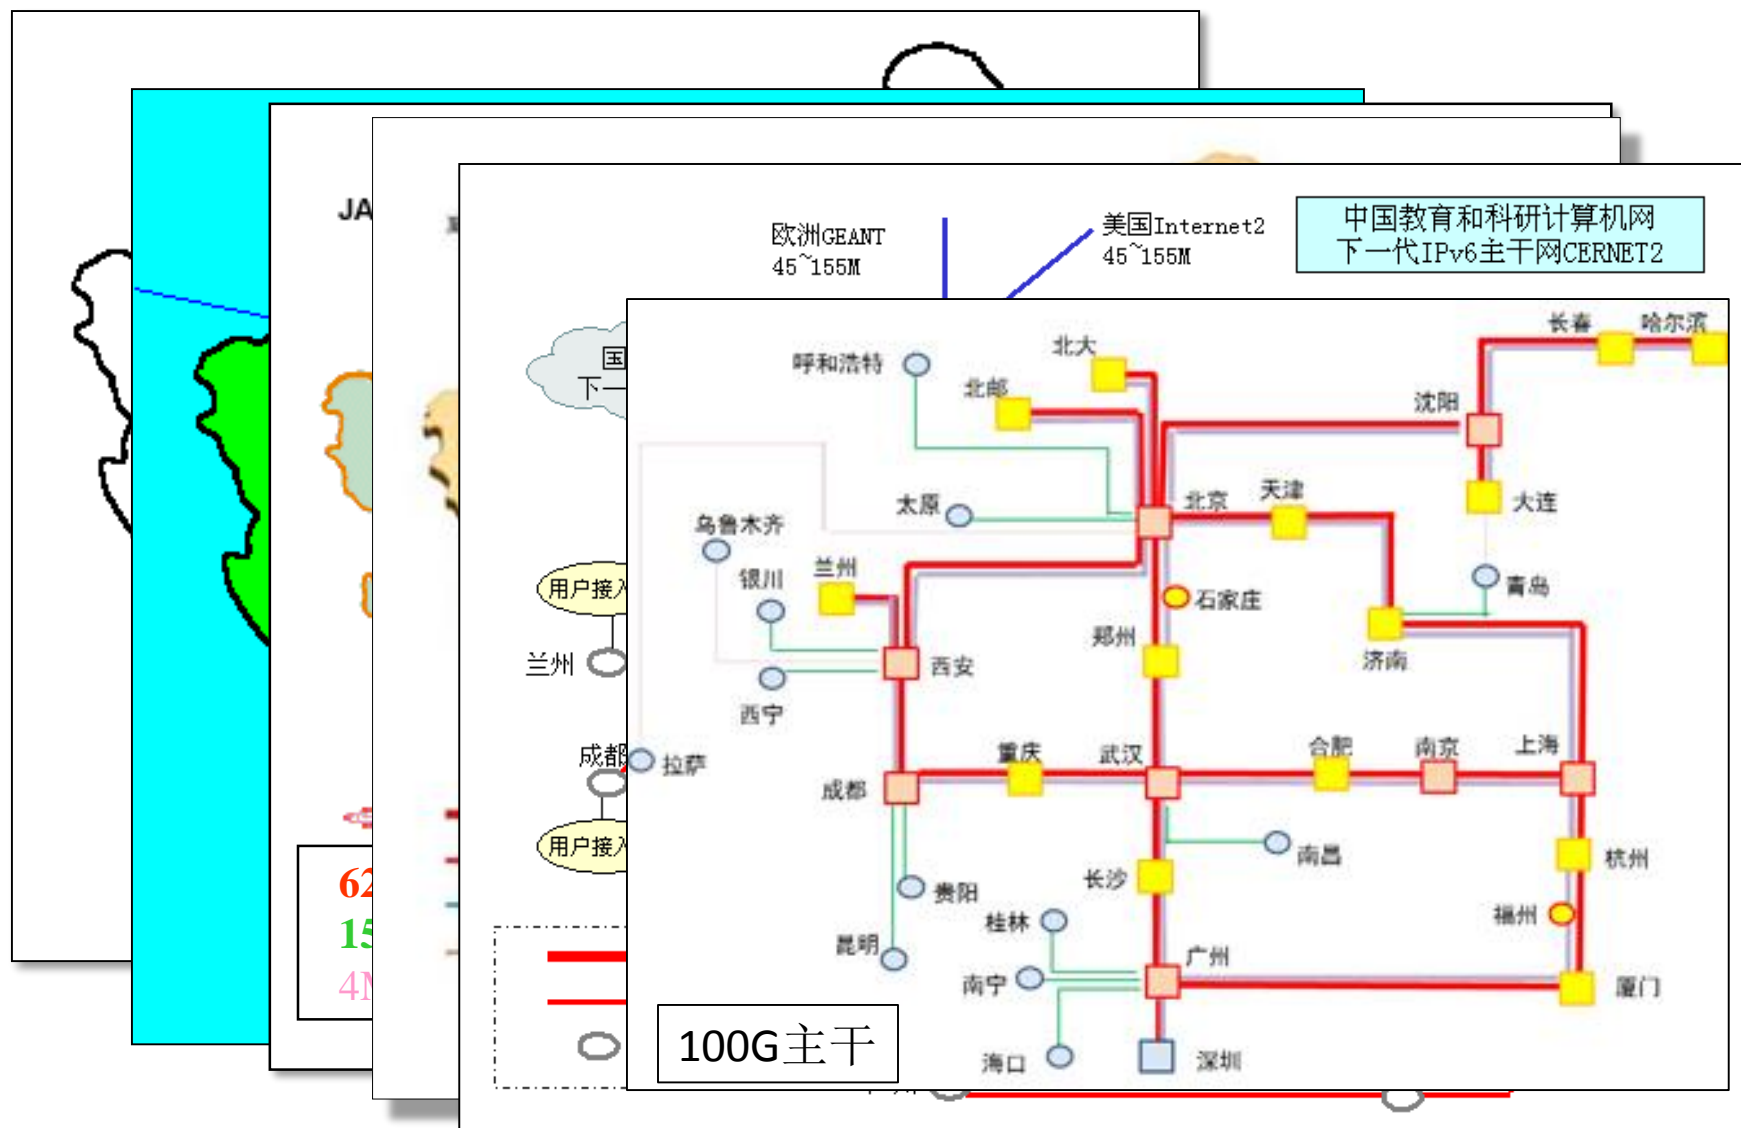 JA
欧洲GEANT
45~155M
美国Internet2
45~155M
中国教育和科研计算机网
下一代IPv6主干网CERNET2
国
下一
用户接入
兰州
成都
用户接入
62
15
4M
长春
哈尔滨
北大
呼和浩特
北邮
沈阳
北京
天津
太原
大连
乌鲁木齐
银川
兰州
石家庄
青岛
郑州
济南
西安
西宁
拉萨
重庆
武汉
合肥
南京
上海
成都
南昌
杭州
长沙
贵阳
桂林
福州
昆明
广州
南宁
厦门
海口
深圳
100G主干